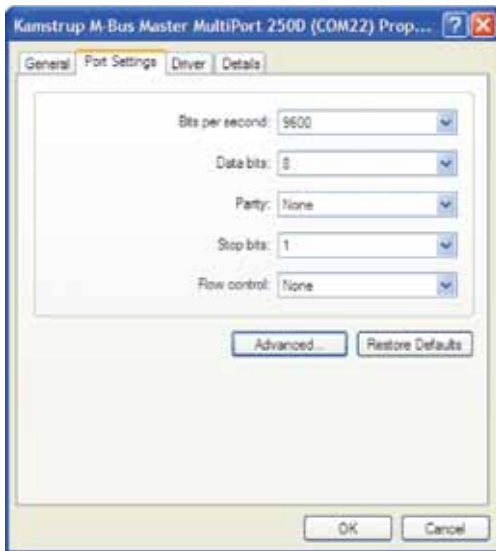 Kamstrup M-Bus Master MultiPort 250D (COM22) Prop...
General Port Settings Driver Details
Bits per second: 9600
Data bits: 8
Parity: None
Stop bits: 1
Flow control: None
Advanced... Restore Defaults
OK Cancel